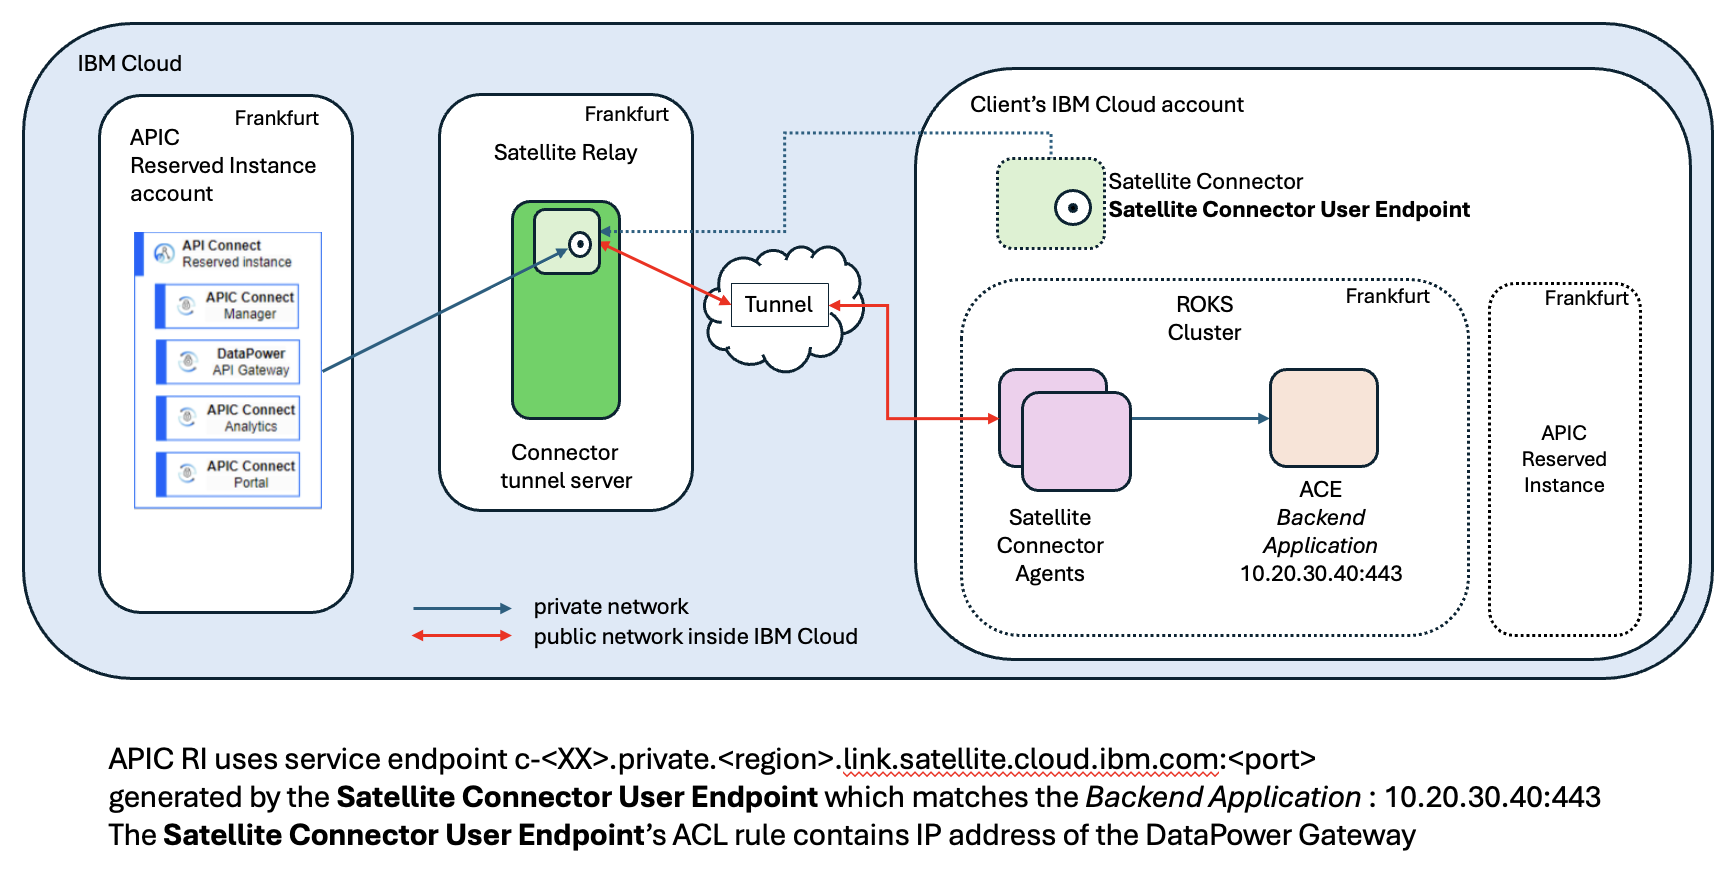 IBM Cloud
Frankfurt
APIC
Reserved Instance
account
API Connect
Reserved instance
APIC Connect
Manager
DataPower
API Gateway
APIC Connect
Analytics
APIC Connect
Portal
Frankfurt
Satellite Relay
Connector
tunnel server
Tunnel
Client's IBM Cloud account
Satellite Connector
Satellite Connector User Endpoint
Frankfurt
ROKS
Cluster
Satellite
Connector
Agents
ACE
Backend
Application
10.20.30.40:443
Frankfurt
APIC
Reserved
Instance
private network
public network inside IBM Cloud
APIC RI uses service endpoint c-<XX>.private.<region>.link.satellite.cloud.ibm.com:<port>
generated by the Satellite Connector User Endpoint which matches the Backend Application : 10.20.30.40:443
The Satellite Connector User Endpoint's ACL rule contains IP address of the DataPower Gateway